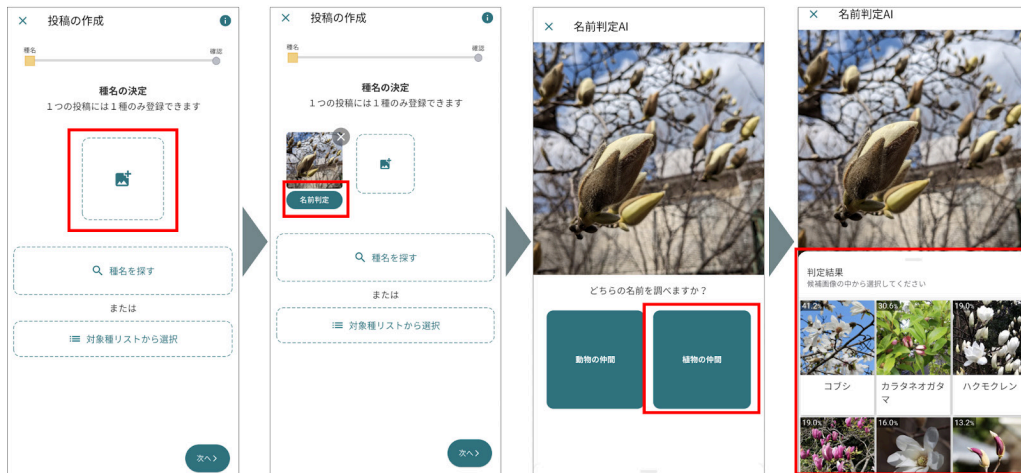 投稿の作成
種名
確認
種名の決定
1つの投稿には1種のみ登録できます
種名を探す
または
対象種リストから選択
次へ
投稿の作成
種名
確認
種名の決定
1つの投稿には1種のみ登録できます
名前判定
種名を探す
または
対象種リストから選択
次へ
名前判定AI
どちらの名前を調べますか?
動物の仲間
植物の仲間
名前判定AI
判定結果
候補画像の中から選択してください
41.2%
30.6%
19.0%
コブシ
カラタネオガタ
マ
ハクモクレン
19.0%
16.0%
13.2%